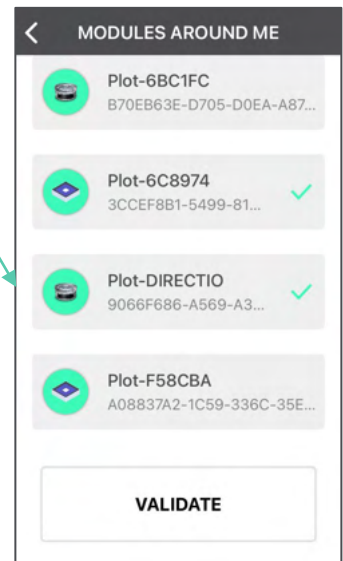 MODULES AROUND ME
Plot-6BC1FC
B70EB63E-D705-D0EA-A87...
Plot-6C8974
3CCEF8B1-5499-81...
Plot-DIRECTIO
9066F686-A569-A3...
Plot-F58CBA
A08837A2-1C59-336C-35E...
VALIDATE